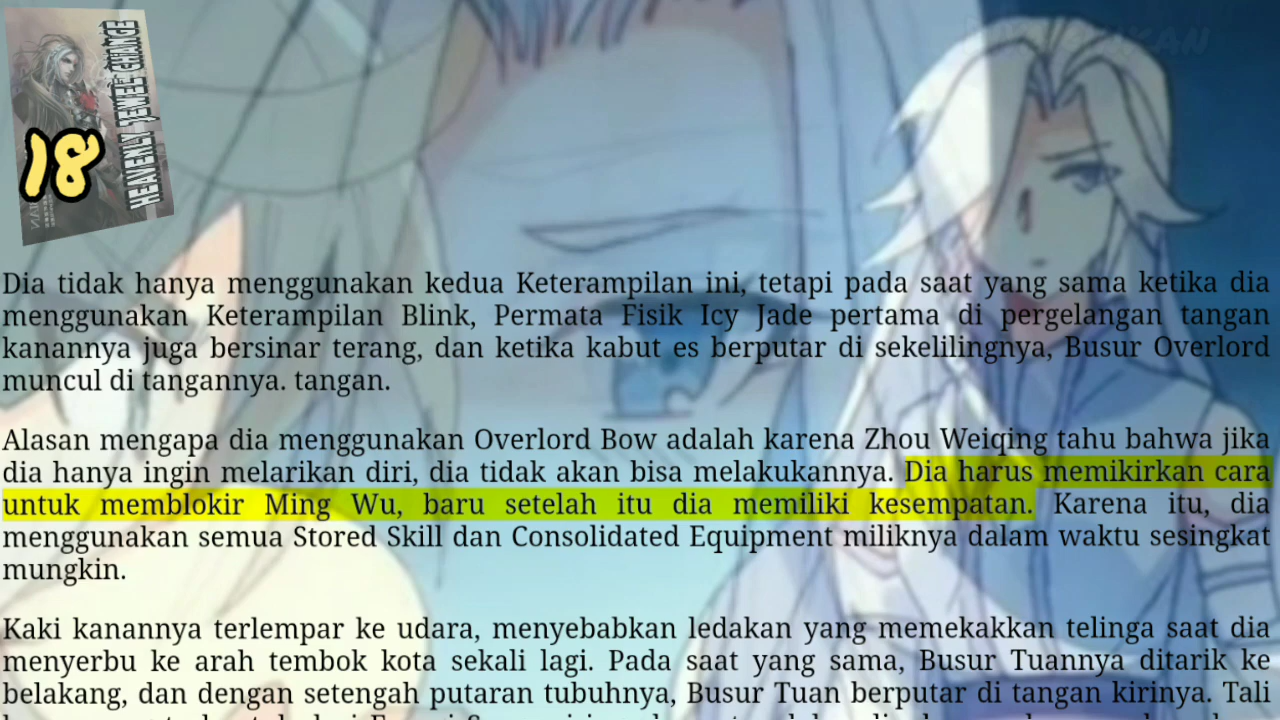 HEAVENLY JEWEL CHANGE
18
Dia tidak hanya menggunakan kedua Keterampilan ini, tetapi pada saat yang sama ketika dia
menggunakan Keterampilan Blink, Permata Fisik Icy Jade pertama di pergelangan tangan
kanannya juga bersinar terang, dan ketika kabut es berputar di sekelilingnya, Busur Overlord
muncul di tangannya. tangan.
Alasan mengapa dia menggunakan Overlord Bow adalah karena Zhou Weiqing tahu bahwa jika
dia hanya ingin melarikan diri, dia tidak akan bisa melakukannya. Dia harus memikirkan cara
untuk memblokir Ming Wu, baru setelah itu dia memiliki kesempatan. Karena itu, dia
menggunakan semua Stored Skill dan Consolidated Equipment miliknya dalam waktu sesingkat
mungkin.
Kaki kanannya terlempar ke udara, menyebabkan ledakan yang memekakkan telinga saat dia
menyerbu ke arah tembok kota sekali lagi. Pada saat yang sama, Busur Tuannya ditarik ke
belakang, dan dengan setengah putaran tubuhnya, Busur Tuan berputar di tangan kirinya. Tali